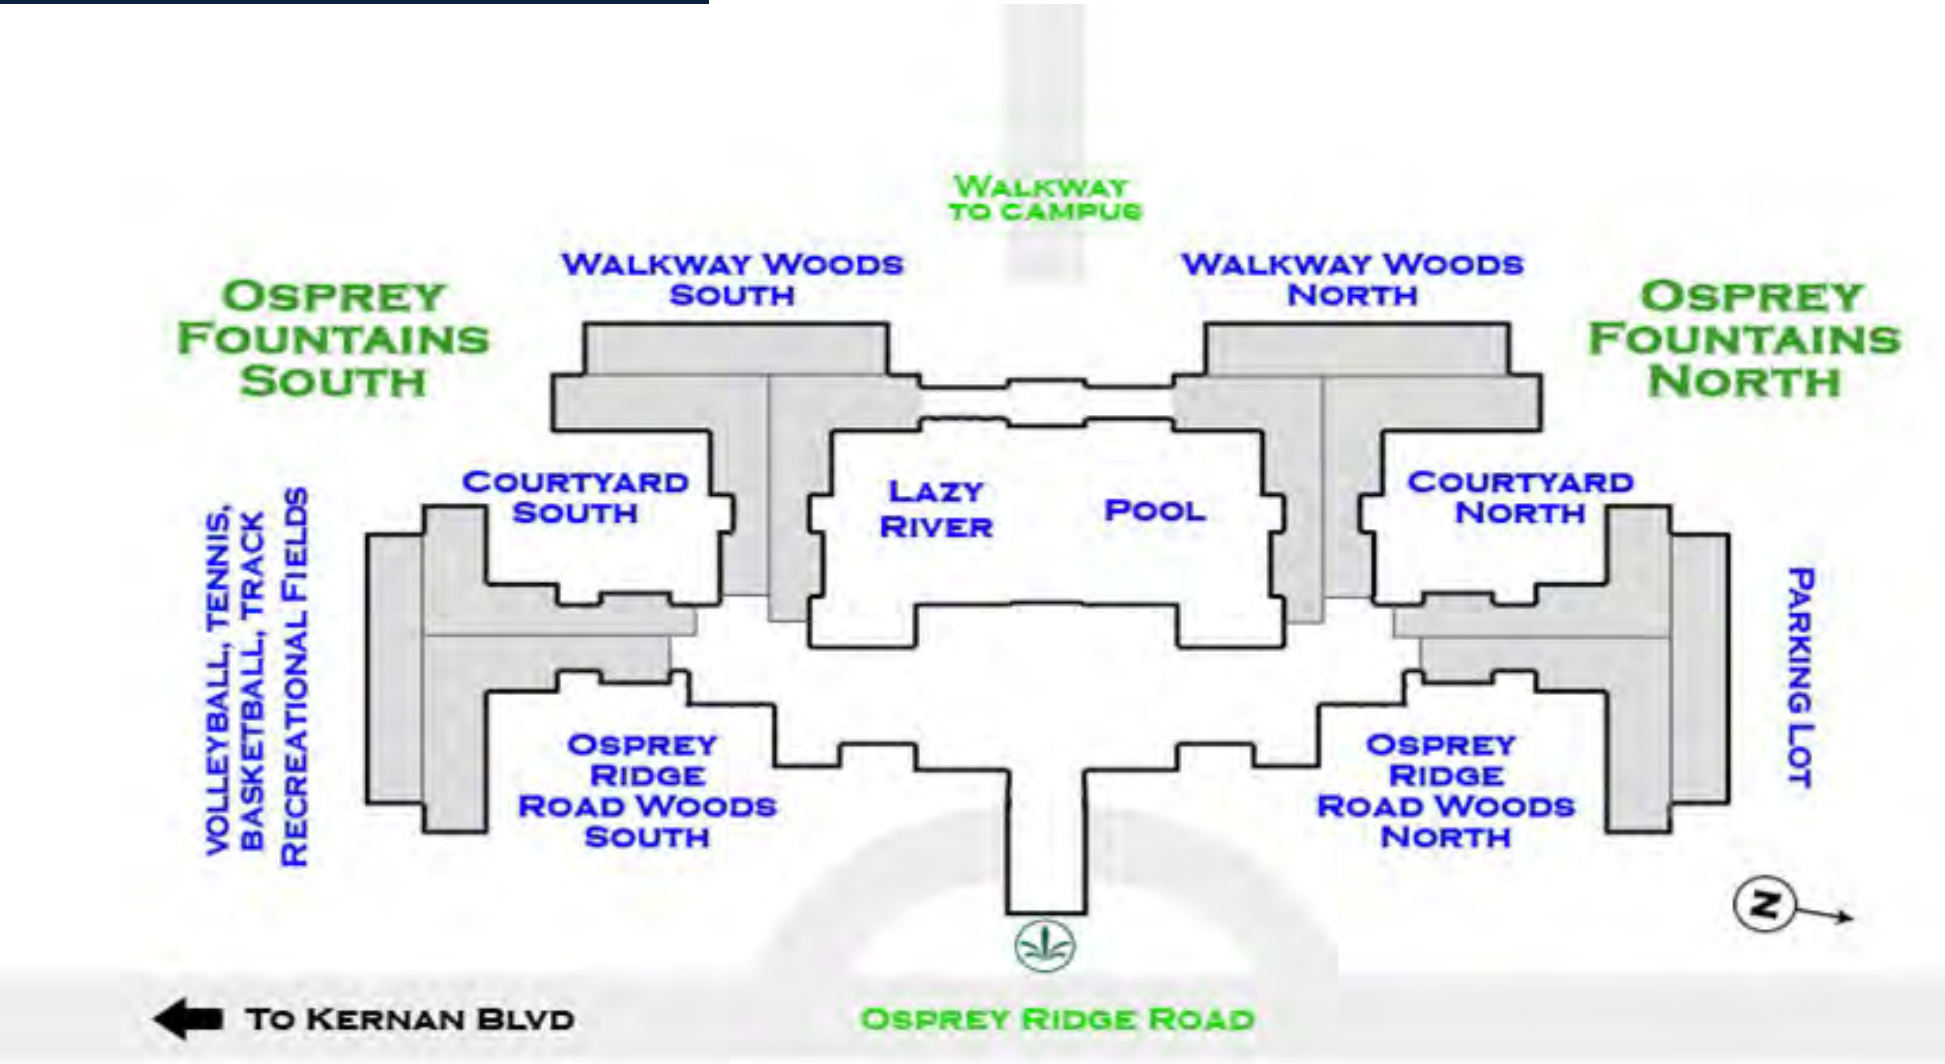 WALKWAY
TO CAMPUS
WALKWAY WOODS
SOUTH
WALKWAY WOODS
NORTH
OSPREY
FOUNTAINS
SOUTH
OSPREY
FOUNTAINS
NORTH
COURTYARD
SOUTH
LAZY
RIVER
POOL
COURTYARD
NORTH
VOLLEYBALL, TENNIS,
BASKETBALL, TRACK
RECREATIONAL FIELDS
PARKING LOT
OSPREY
RIDGE
ROAD WOODS
SOUTH
OSPREY
RIDGE
ROAD WOODS
NORTH
N
TO KERNAN BLVD
OSPREY RIDGE ROAD